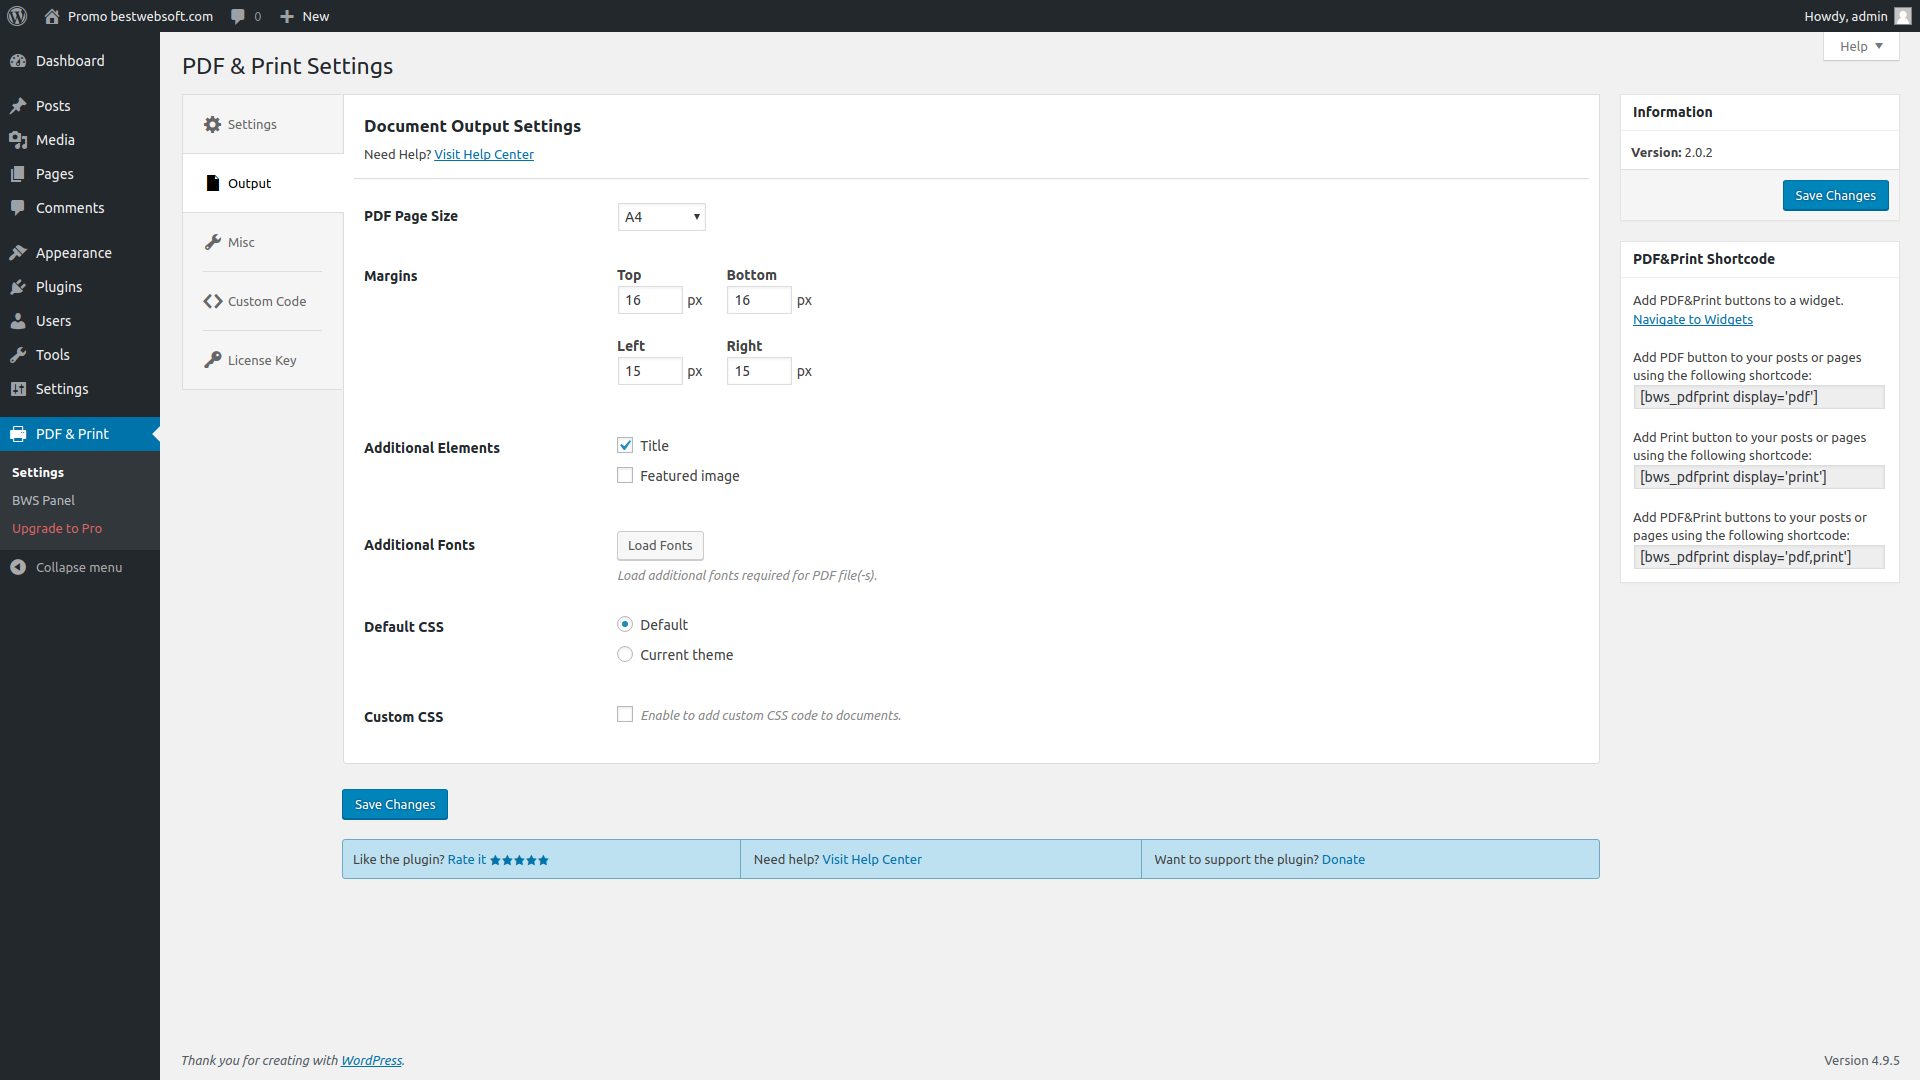 Promo bestwebsoft.com 0 New Howdy, admin
Help
Dashboard
Posts
Media
Pages
Comments
Appearance
Plugins
Users
Tools
Settings
PDF & Print
Settings
BWS Panel
Upgrade to Pro
Collapse menu
PDF & Print Settings
Settings
Output
Misc
Custom Code
License Key
Document Output Settings
Need Help? Visit Help Center
PDF Page Size A4
Margins
Top Bottom
16 px 16 px
Left Right
15 px 15 px
Additional Elements
Title
Featured image
Additional Fonts
Load Fonts
Load additional fonts required for PDF file(-s).
Default CSS
Default
Current theme
Custom CSS
Enable to add custom CSS code to documents.
Save Changes
Like the plugin? Rate it
Need help? Visit Help Center
Want to support the plugin? Donate
Information
Version: 2.0.2
Save Changes
PDF&Print Shortcode
Add PDF&Print buttons to a widget.
Navigate to Widgets
Add PDF button to your posts or pages
using the following shortcode:
[bws_pdfprint display='pdf']
Add Print button to your posts or pages
using the following shortcode:
[bws_pdfprint display='print']
Add PDF&Print buttons to your posts or
pages using the following shortcode:
[bws_pdfprint display='pdf,print']
Thank you for creating with WordPress.
Version 4.9.5